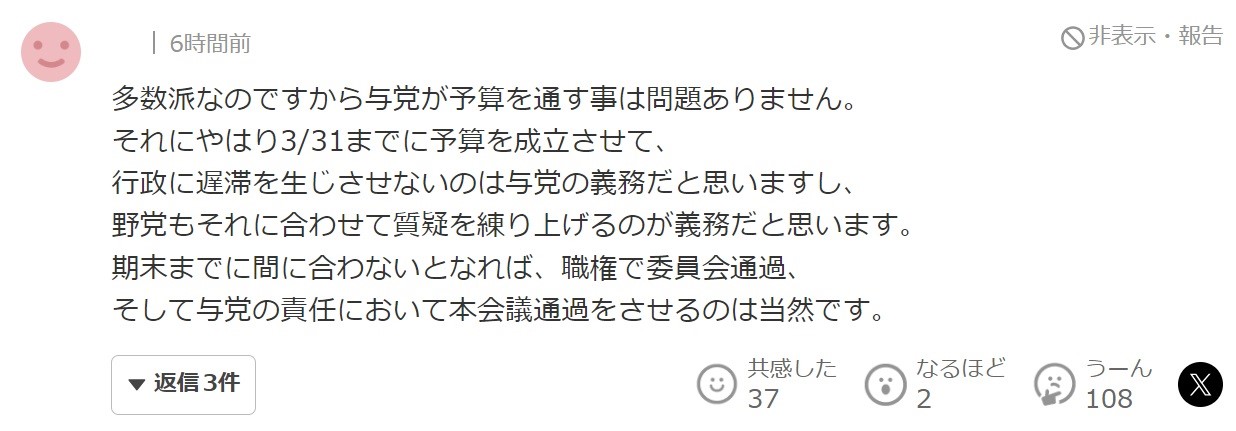 6時間前
非表示・報告
多数派なのですから与党が予算を通す事は問題ありません。
それにやはり3/31までに予算を成立させて、
行政に遅滞を生じさせないのは与党の義務だと思いますし、
野党もそれに合わせて質疑を練り上げるのが義務だと思います。
期末までに間に合わないとなれば、職権で委員会通過、
そして与党の責任において本会議通過をさせるのは当然です。
返信3件
共感した
37
なるほど
2
うーん
108